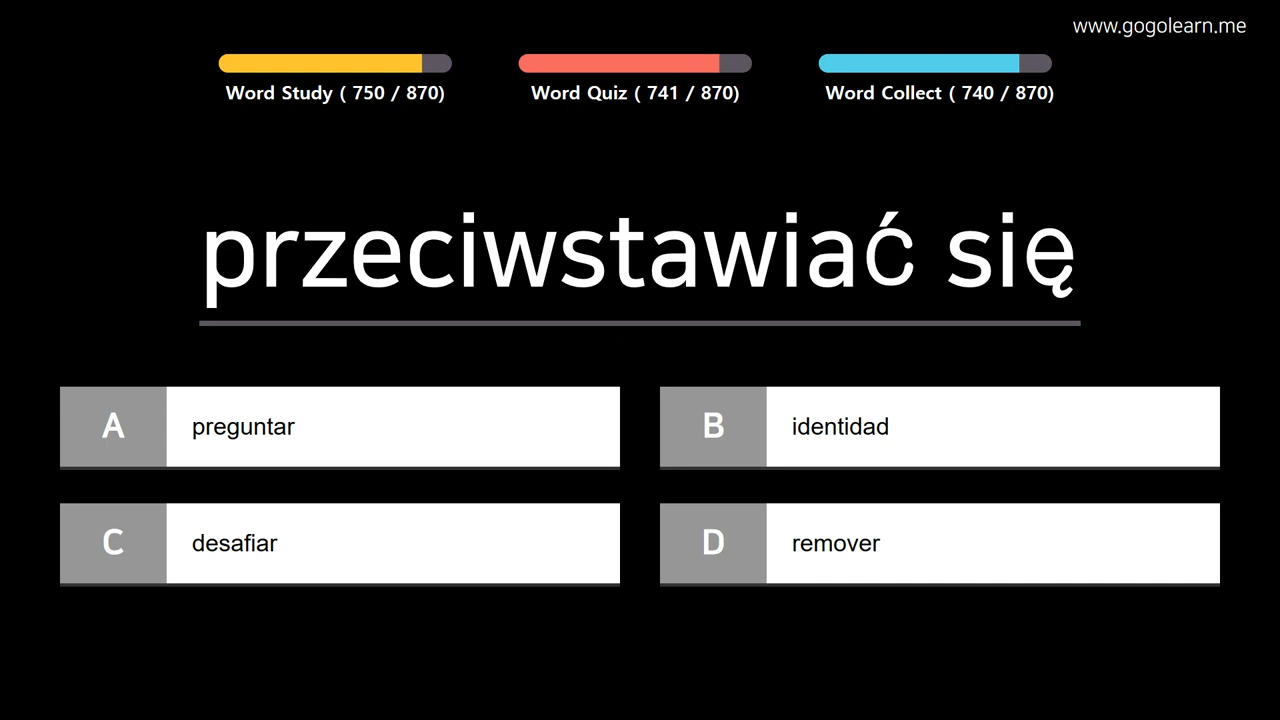 www.gogolearn.me
Word Study ( 750 / 870)
Word Quiz ( 741 / 870)
Word Collect ( 740 / 870)
przeciwstawiać się
A preguntar
B identidad
C desafiar
D remover